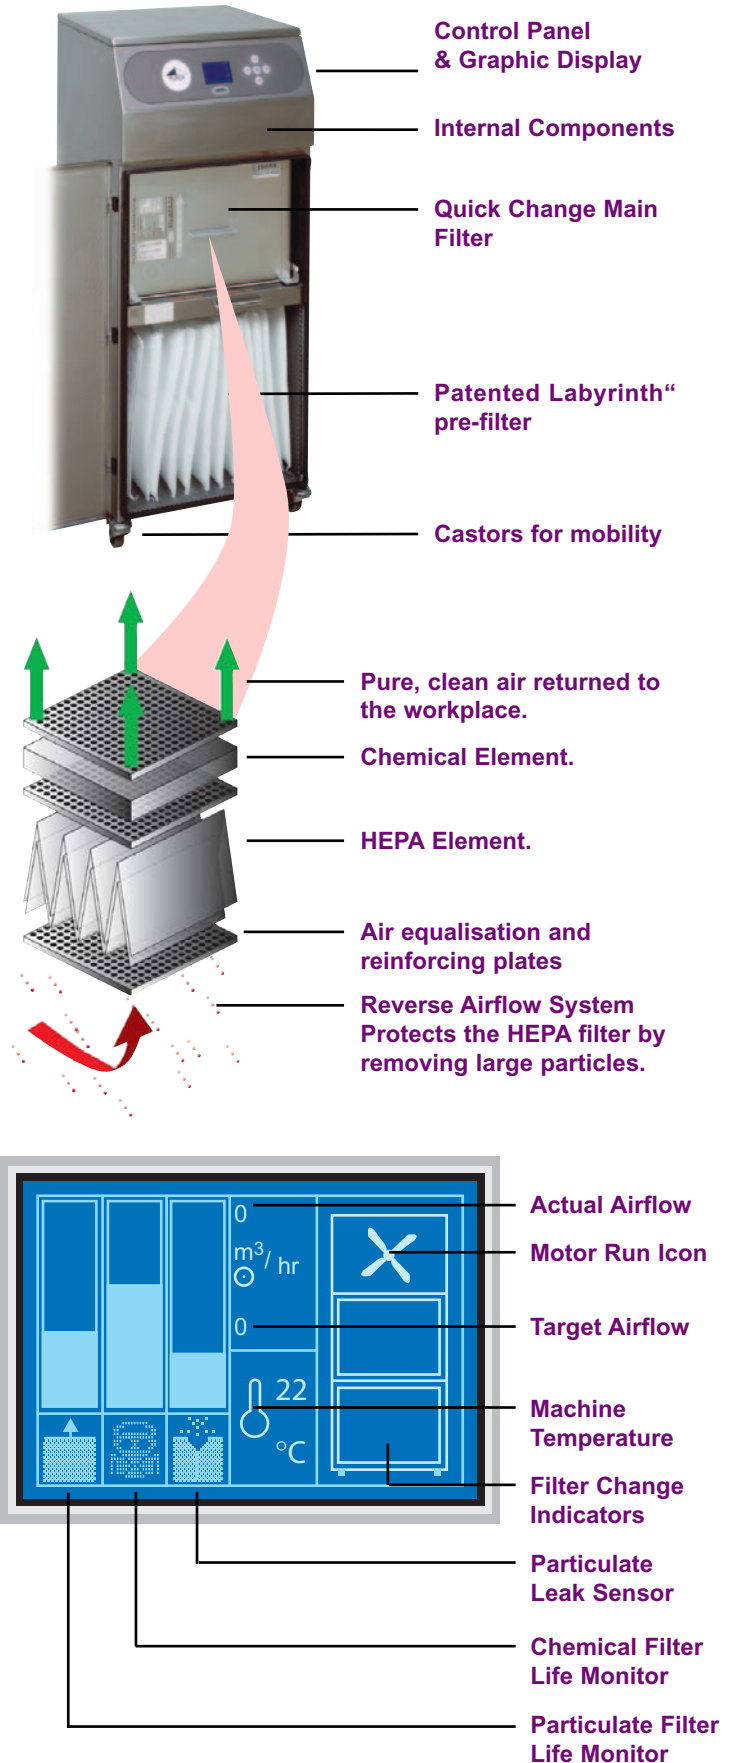 Control Panel
& Graphic Display
Internal Components
Quick Change Main
Filter
Patented Labyrinth“
pre-filter
Castors for mobility
Pure, clean air returned to
the workplace.
Chemical Element.
HEPA Element.
Air equalisation and
reinforcing plates
Reverse Airflow System
Protects the HEPA filter by
removing large particles.
0
m³/ hr
0
22
°C
Actual Airflow
Motor Run Icon
Target Airflow
Machine
Temperature
Filter Change
Indicators
Particulate
Leak Sensor
Chemical Filter
Life Monitor
Particulate Filter
Life Monitor